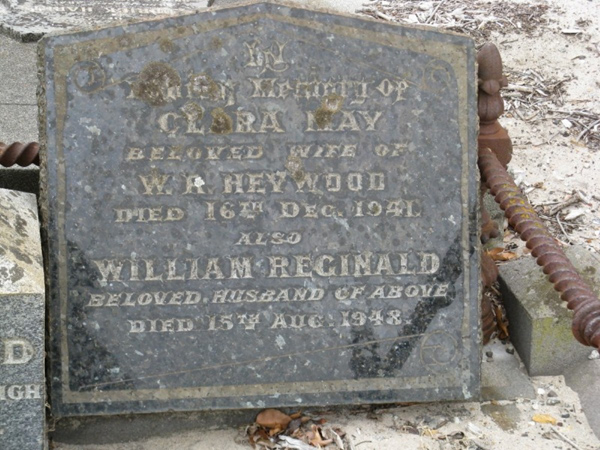 IN
Loving Memory of
CLARA MAY
BELOVED WIFE OF
W. R. HEYWOOD
DIED 16TH DEC. 1941.
ALSO
WILLIAM REGINALD
BELOVED HUSBAND OF ABOVE
DIED 15TH AUG. 1948.
D
IGH